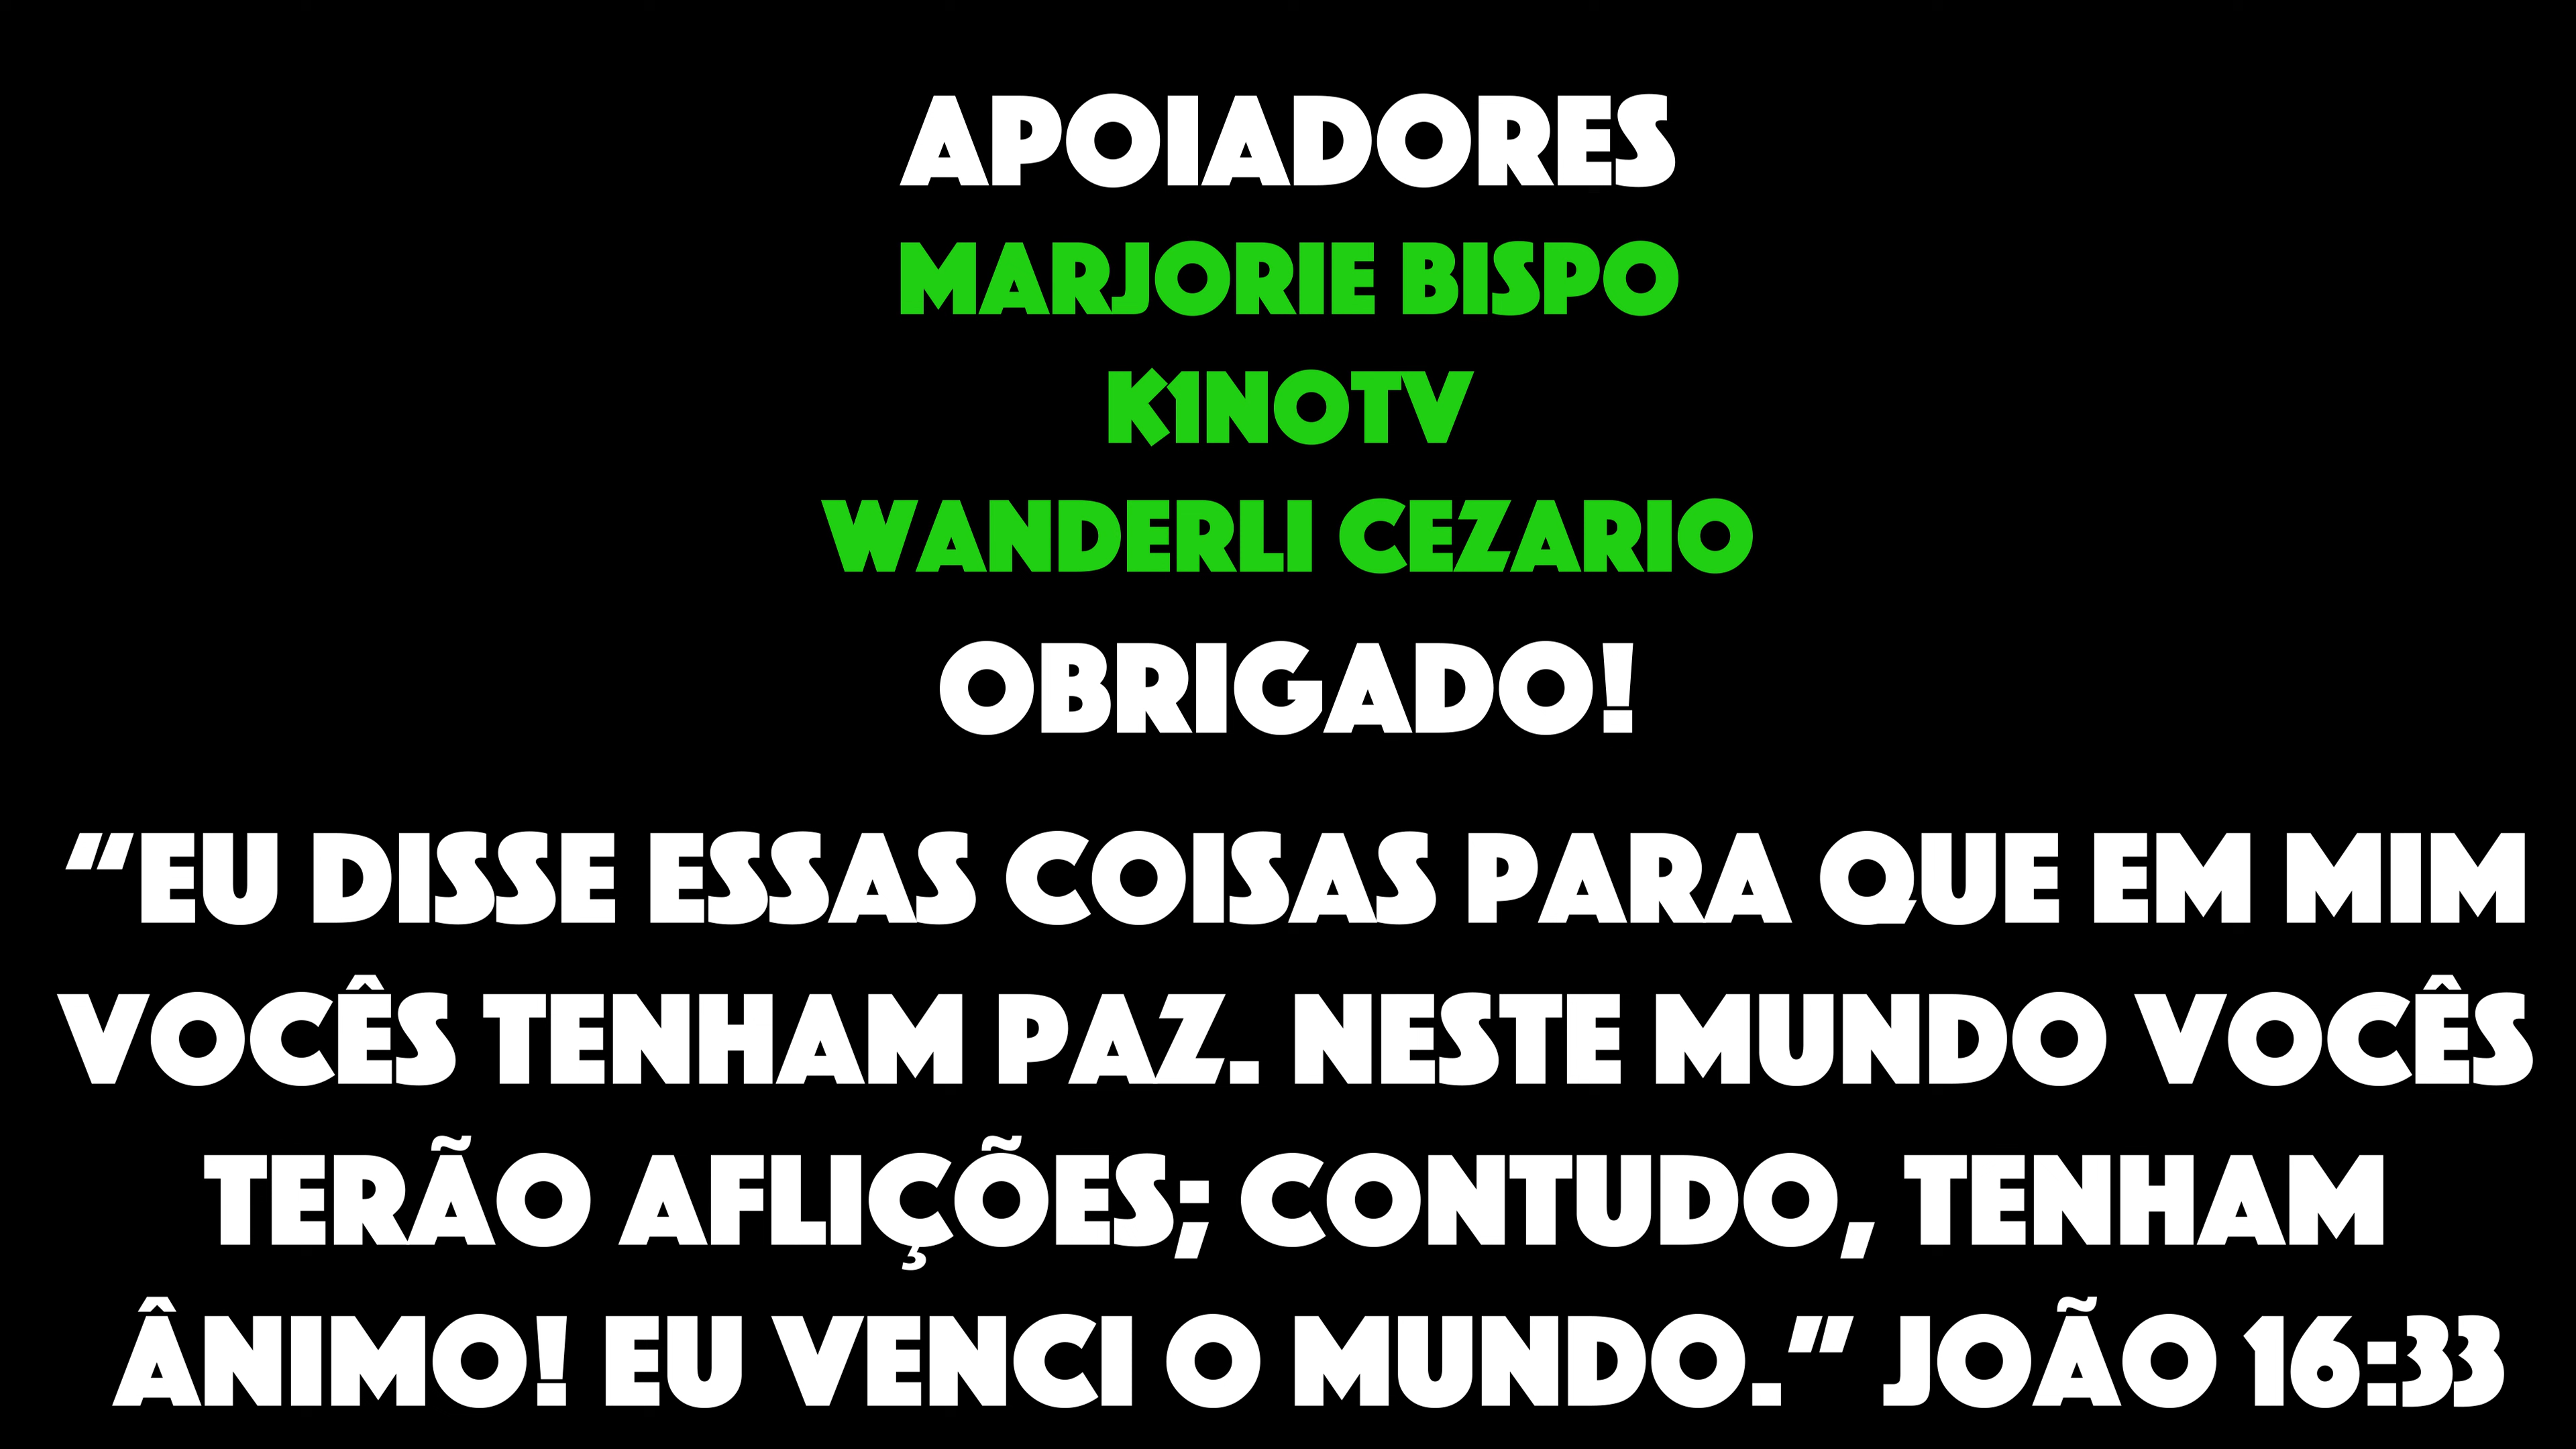 APOIADORES
MARJORIE BISPO
K1NOTV
WANDERLI CEZARIO
OBRIGADO!
“EU DISSE ESSAS COISAS PARA QUE EM MIM
VOCÊS TENHAM PAZ. NESTE MUNDO VOCÊS
TERÃO AFLIÇÕES; CONTUDO, TENHAM
ÂNIMO! EU VENCI O MUNDO.” JOÃO 16:33